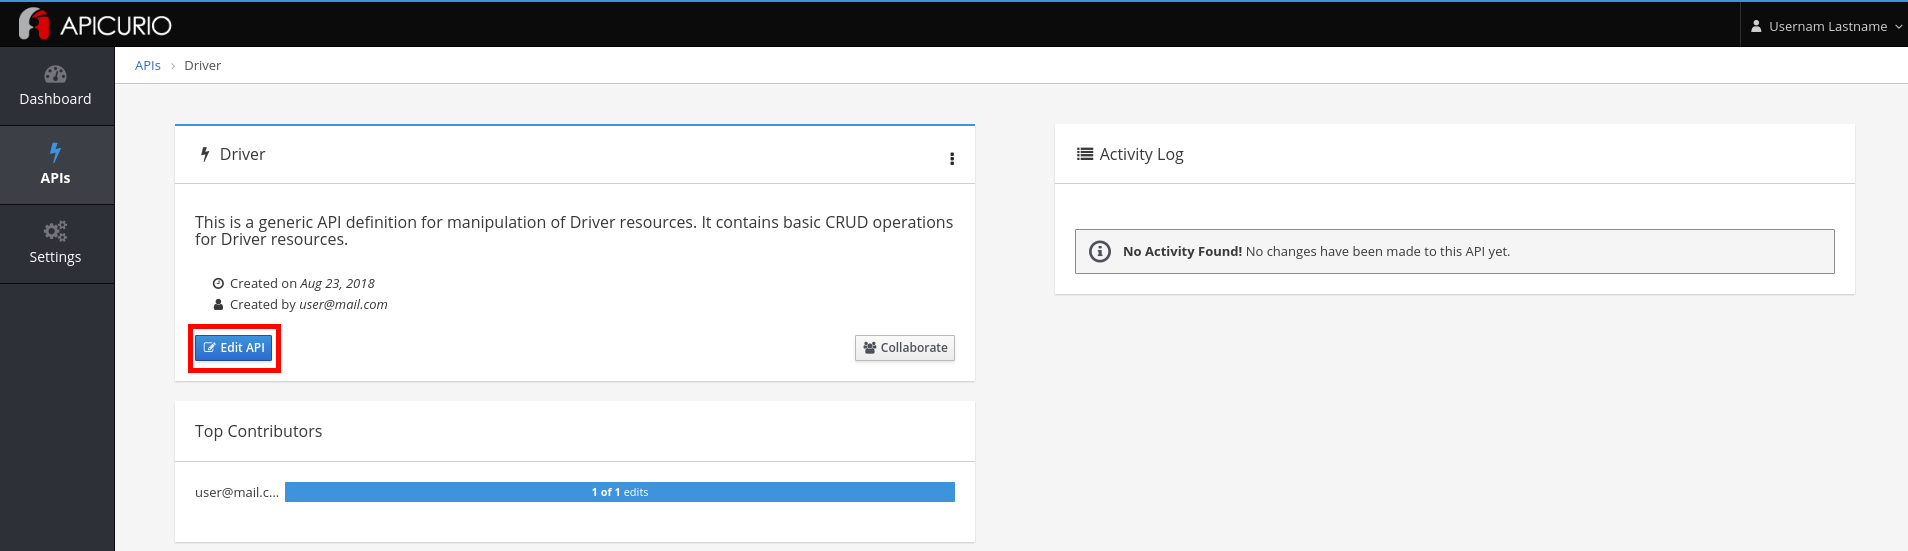 APICURIO
Usernam Lastname
Dashboard
APIs
Settings
APIs › Driver
Driver
This is a generic API definition for manipulation of Driver resources. It contains basic CRUD operations
for Driver resources.
Created on Aug 23, 2018
Created by user@mail.com
Edit API
Collaborate
Top Contributors
user@mail.c...
1 of 1 edits
Activity Log
No Activity Found! No changes have been made to this API yet.